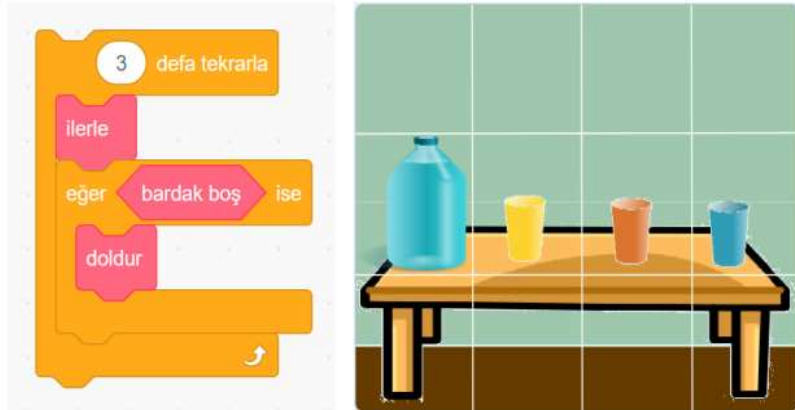 3 defa tekrarla
ilerle
eğer bardak boş ise
doldur